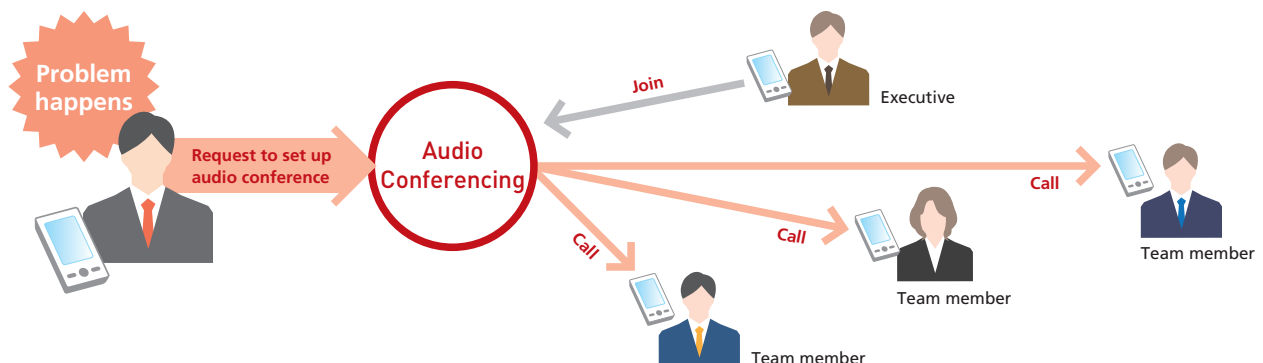 Problem
happens
Request to set up
audio conference
Audio
Conferencing
Join
Executive
Call
Team member
Call
Team member
Call
Team member